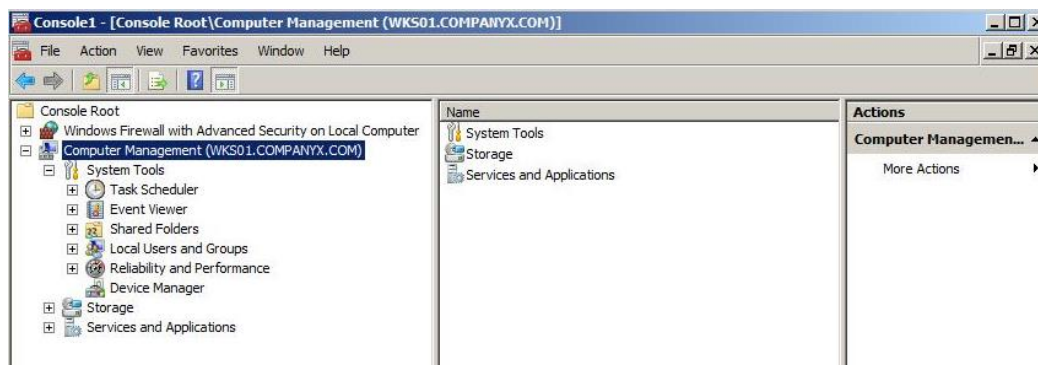 Console1 - [Console Root\Computer Management (WKS01.COMPANYX.COM)]
File Action View Favorites Window Help
Console Root
Windows Firewall with Advanced Security on Local Computer
Computer Management (WKS01.COMPANYX.COM)
System Tools
Task Scheduler
Event Viewer
Shared Folders
Local Users and Groups
Reliability and Performance
Device Manager
Storage
Services and Applications
Name
System Tools
Storage
Services and Applications
Actions
Computer Managemen...
More Actions